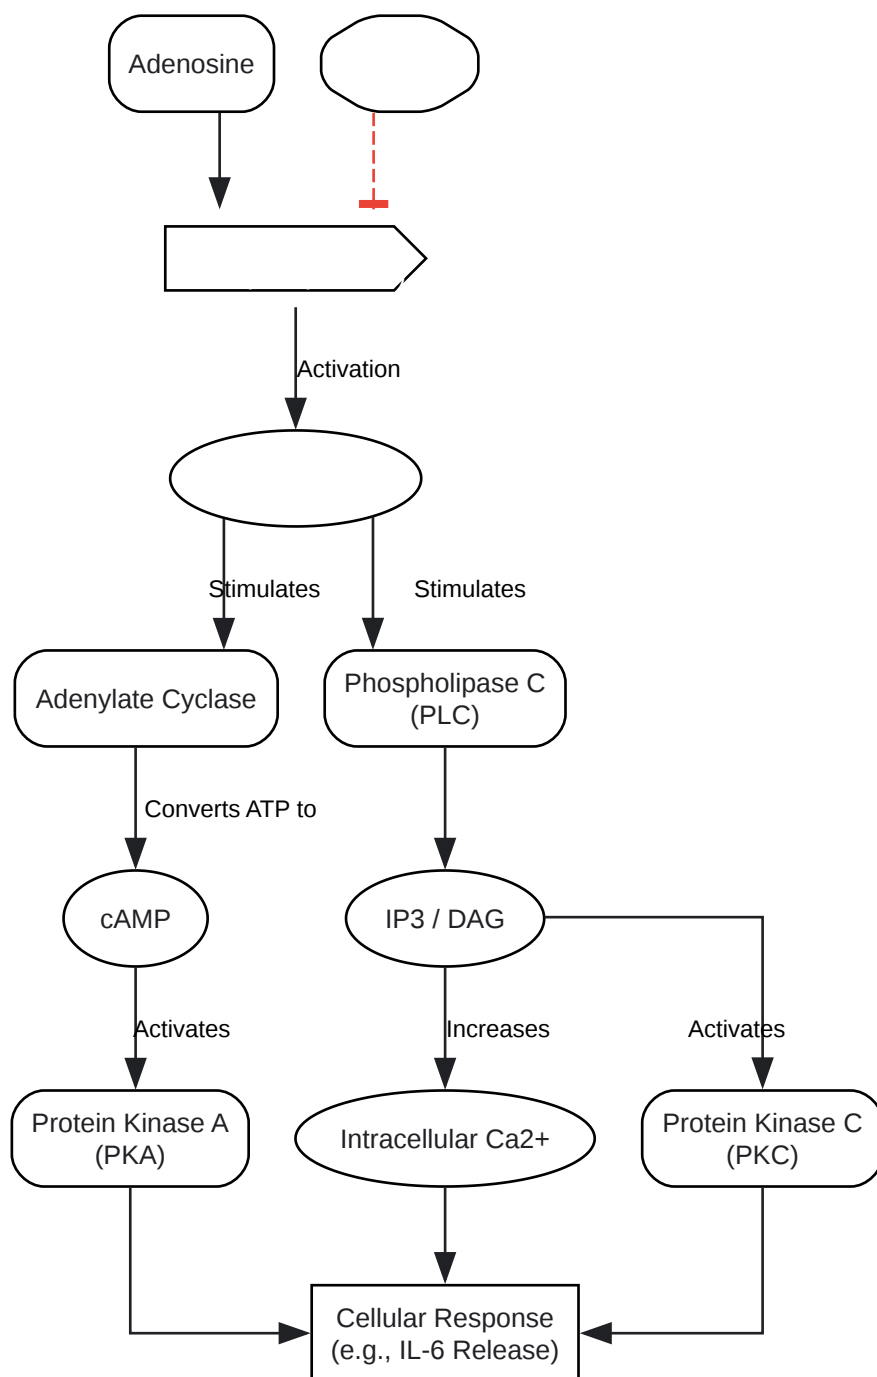 Adenosine
Activation
Stimulates
Stimulates
Adenylate Cyclase
Phospholipase C
(PLC)
Converts ATP to
cAMP
IP3 / DAG
Activates
Increases
Activates
Protein Kinase A
(PKA)
Intracellular Ca2+
Protein Kinase C
(PKC)
Cellular Response
(e.g., IL-6 Release)